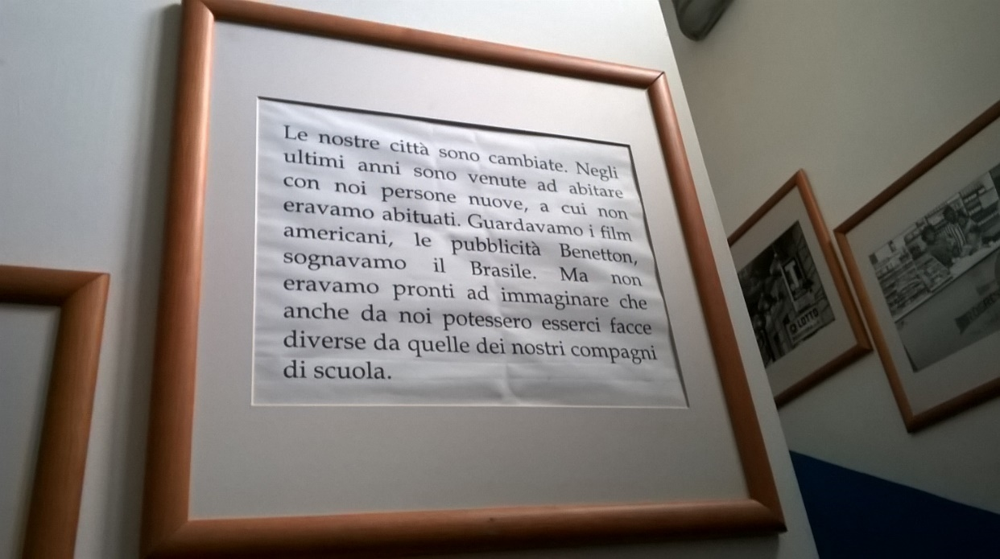 Le nostre città sono cambiate. Negli
ultimi anni sono venute ad abitare
con noi persone nuove, a cui non
eravamo abituati. Guardavamo i film
americani, le pubblicità Benetton,
sognavamo il Brasile. Ma non
eravamo pronti ad immaginare che
anche da noi potessero esserci facce
diverse da quelle dei nostri compagni
di scuola.
T
LOTTO